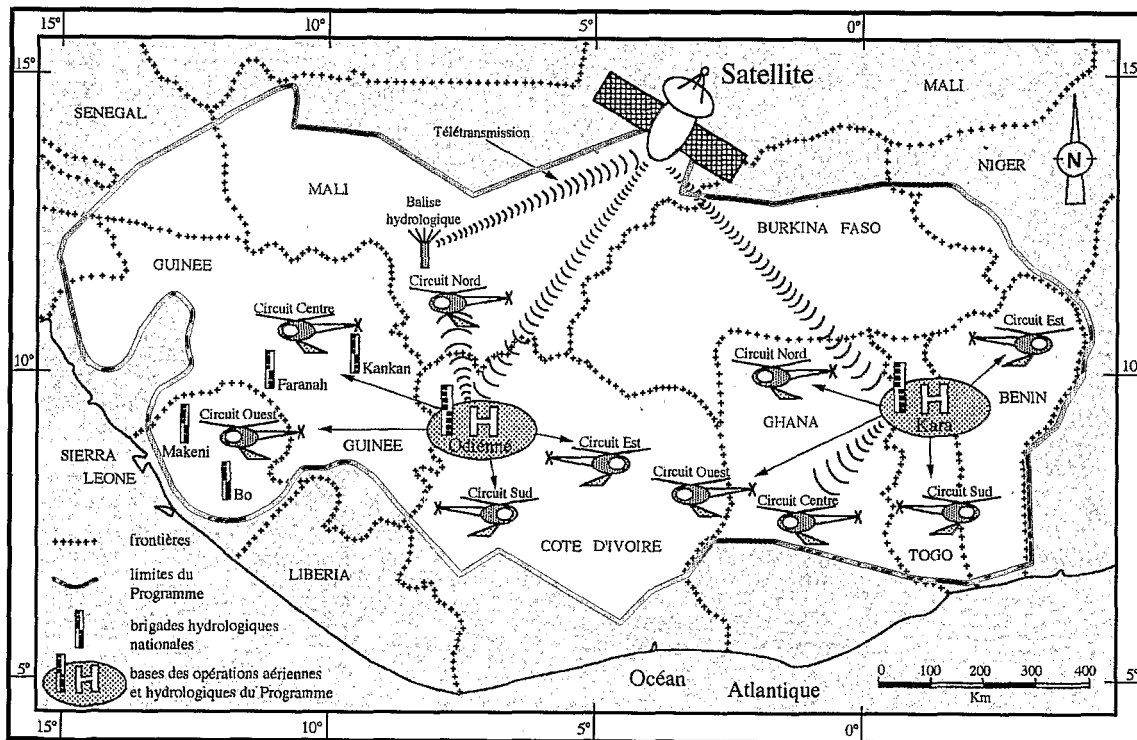 15°
10°
5°
0°
15°
15°
10°
10°
5°
5°
Satellite
MALI
SENEGAL
Télétransmission
NIGER
N
MALI
Balise
hydrologique
BURKINA FASO
GUINEE
Circuit Nord
Circuit Centre
Circuit Est
Kankan
Circuit Nord
Faranah
H
Odienné
H
Kara
BENIN
GHANA
Circuit Ouest
Makeni
GUINEE
Circuit Est
SIERRA
LEONE
Bo
Circuit Ouest
Circuit Sud
Circuit Centre
Circuit Sud
COTE D'IVOIRE
TOGO
LIBERIA
frontières
limites du
Programme
brigades hydrologiques
nationales
H
bases des opérations aériennes
et hydrologiques du Programme
Océan
Atlantique
0 100 200 300 400
Km
15°
10°
5°
0°